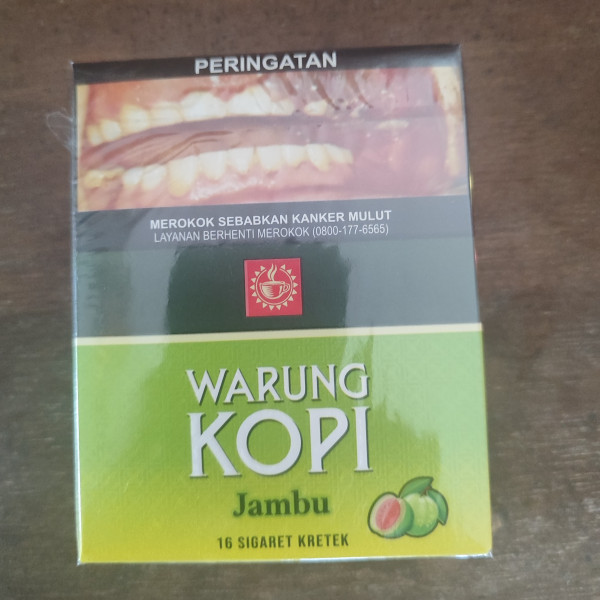 PERINGATAN
MEROKOK SEBABKAN KANKER MULUT
LAYANAN BERHENTI MEROKOK (0800-177-6565)
WARUNG
KOPI
Jambu
16 SIGARET KRETEK